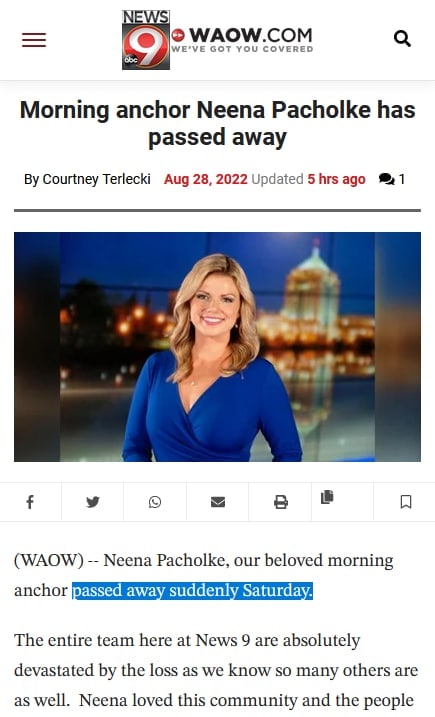 NEWS
9
abc
WAOW.COM
WE'VE GOT YOU COVERED
Morning anchor Neena Pacholke has
passed away
By Courtney Terlecki Aug 28, 2022 Updated 5 hrs ago 1
(WAOW) -- Neena Pacholke, our beloved morning
anchor passed away suddenly Saturday.
The entire team here at News 9 are absolutely
devastated by the loss as we know so many others are
as well. Neena loved this community and the people